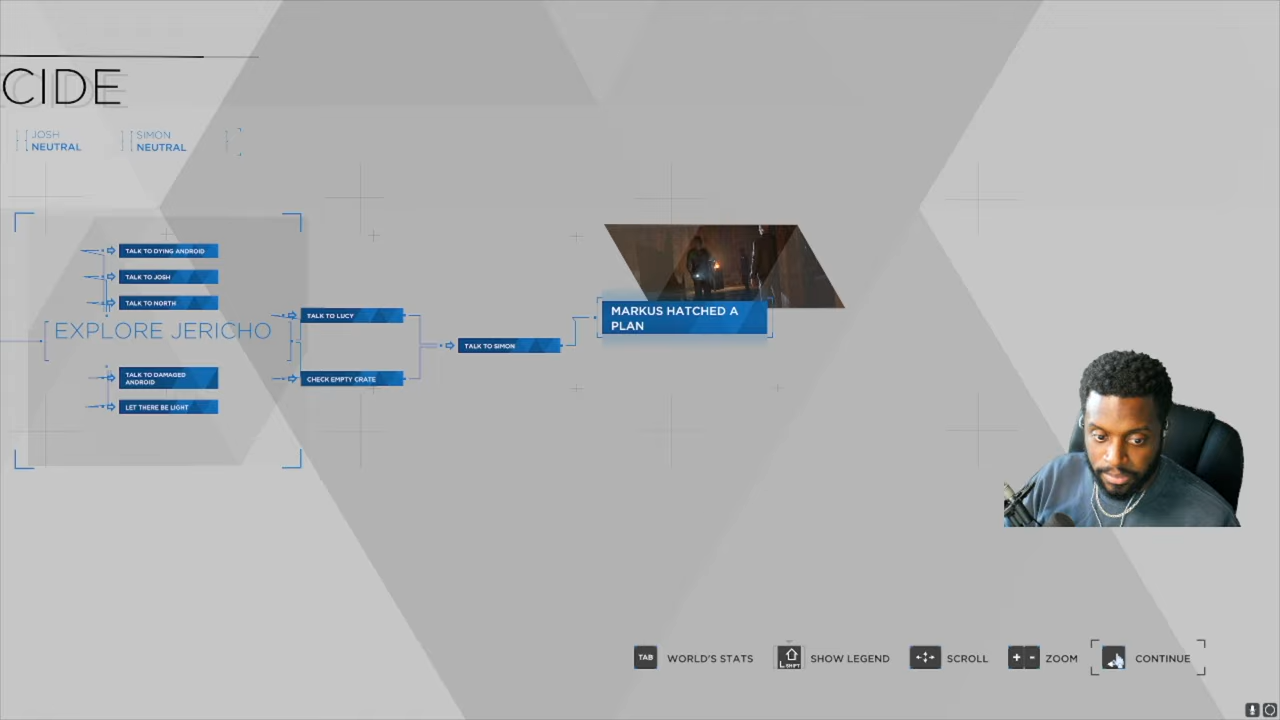 CIDE
JOSH
NEUTRAL
SIMON
NEUTRAL
TALK TO DYING ANDROID
TALK TO JOSH
TALK TO NORTH
EXPLORE JERICHO
TALK TO DAMAGED
ANDROID
LET THERE BE LIGHT
TALK TO LUCY
CHECK EMPTY CRATE
TALK TO SIMON
MARKUS HATCHED A
PLAN
TAB WORLD'S STATS
L.SHIFT SHOW LEGEND
SCROLL
+ - ZOOM
CONTINUE